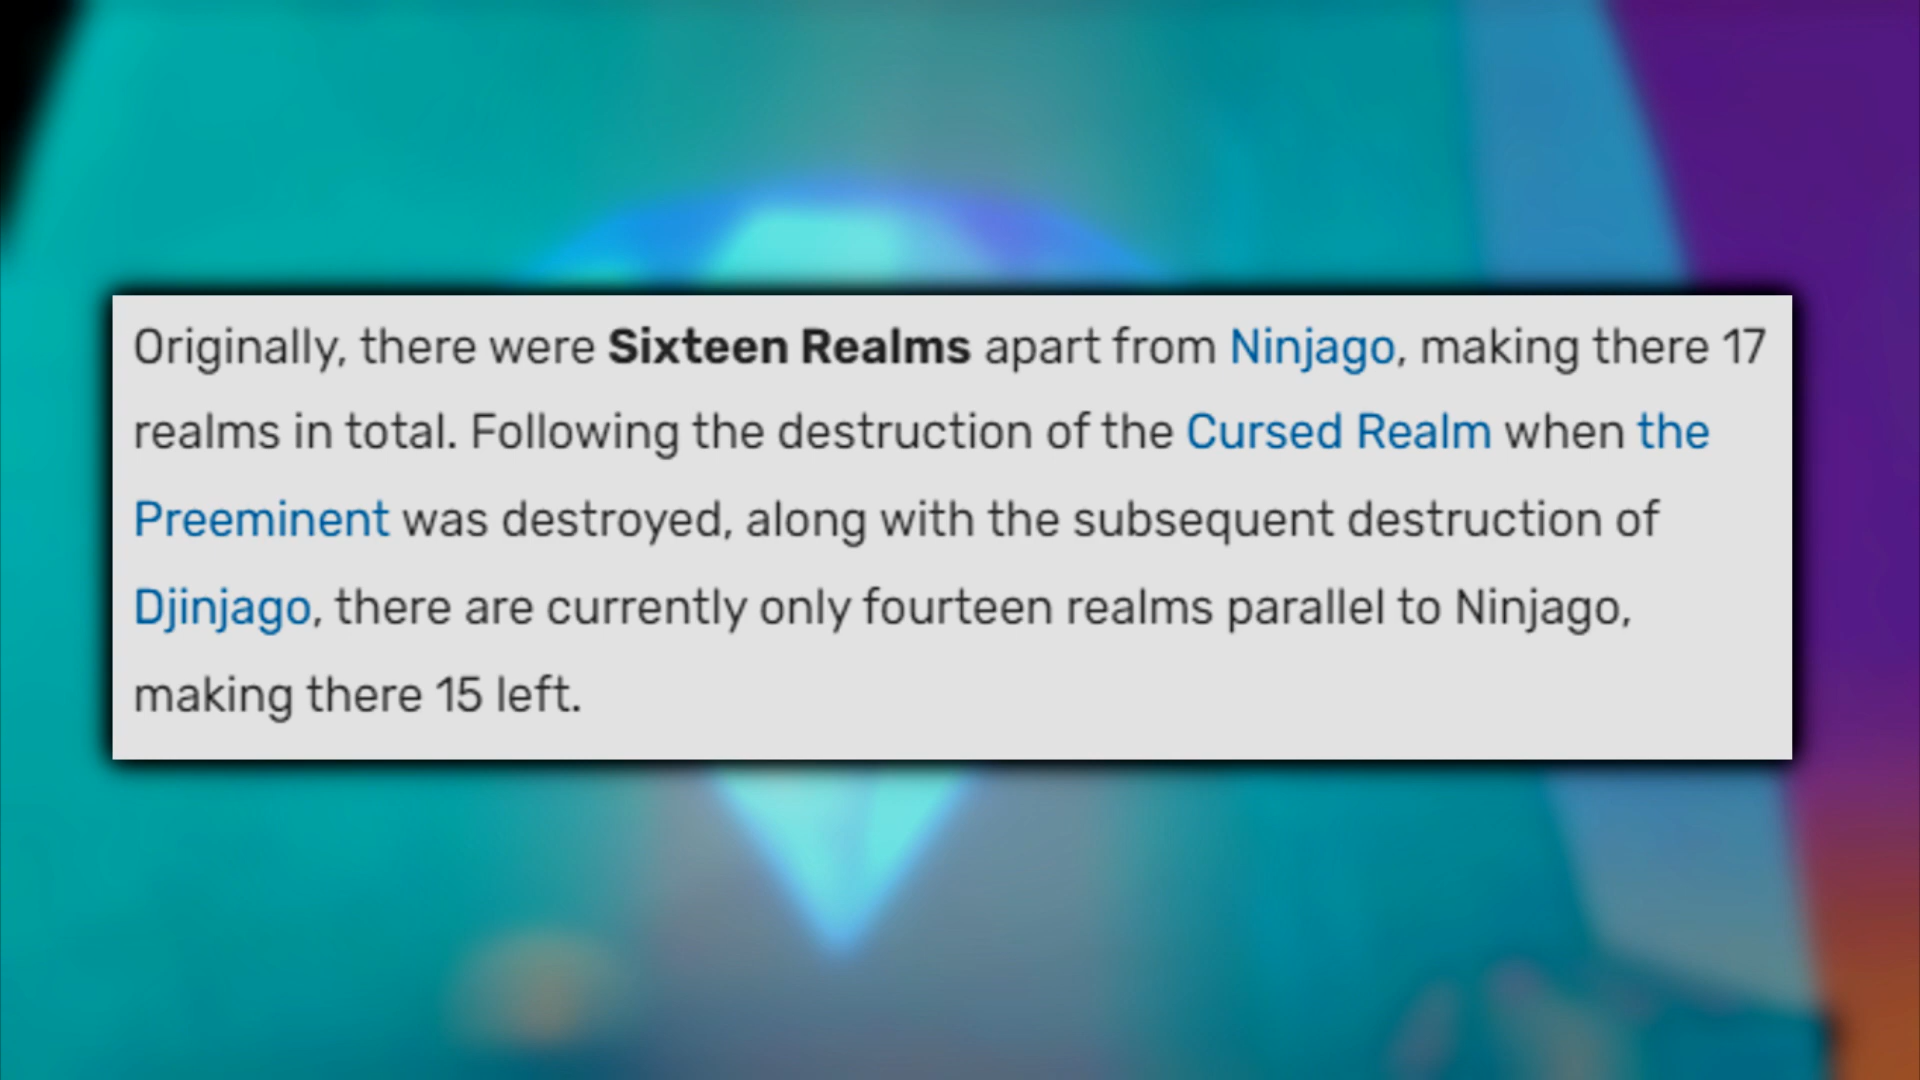 Originally, there were Sixteen Realms apart from Ninjago, making there 17
realms in total. Following the destruction of the Cursed Realm when the
Preeminent was destroyed, along with the subsequent destruction of
Djinjago, there are currently only fourteen realms parallel to Ninjago,
making there 15 left.